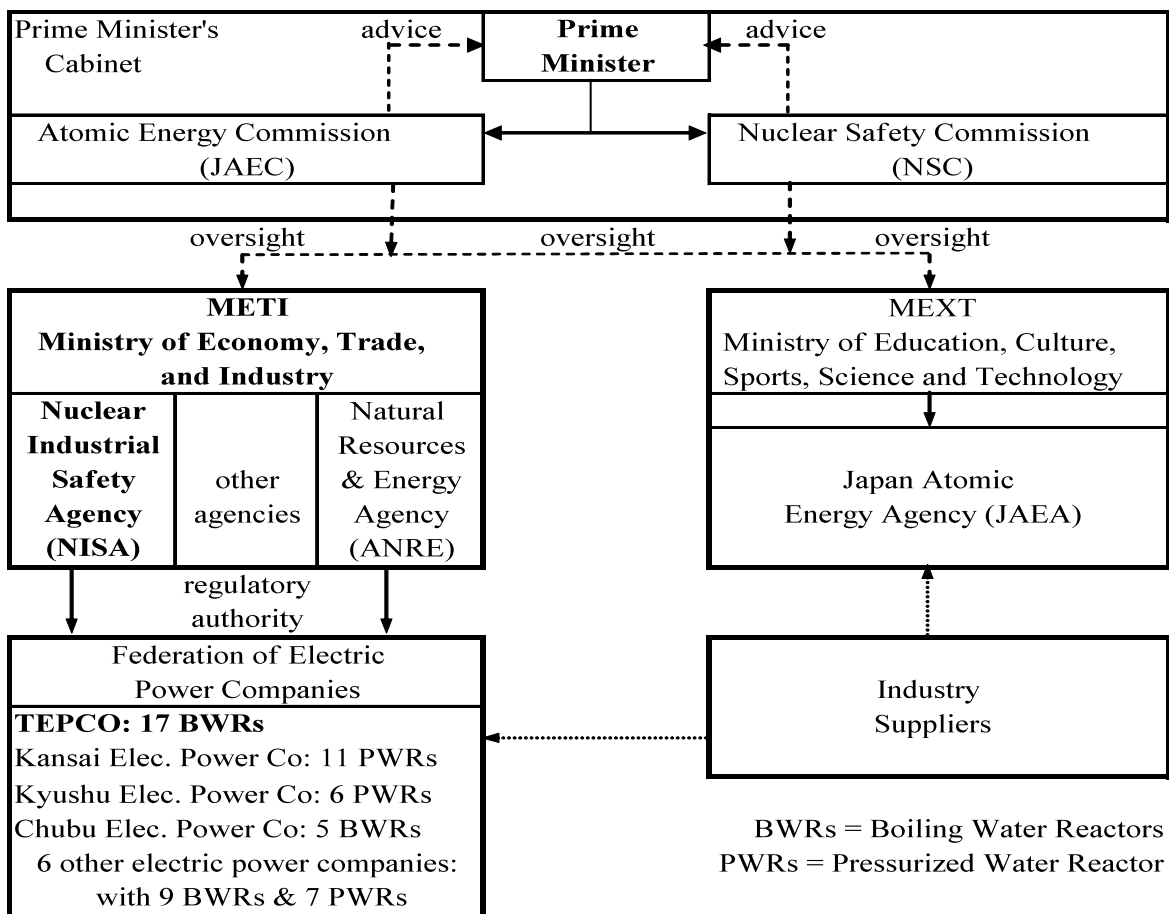 Prime Minister's
Cabinet
advice
Prime
Minister
advice
Atomic Energy Commission
(JAEC)
Nuclear Safety Commission
(NSC)
oversight
oversight
oversight
METI
Ministry of Economy, Trade,
and Industry
MEXT
Ministry of Education, Culture,
Sports, Science and Technology
Nuclear
Industrial
Safety
Agency
(NISA)
other
agencies
Natural
Resources
& Energy
Agency
(ANRE)
Japan Atomic
Energy Agency (JAEA)
regulatory
authority
Federation of Electric
Power Companies
TEPCO: 17 BWRs
Kansai Elec. Power Co: 11 PWRs
Kyushu Elec. Power Co: 6 PWRs
Chubu Elec. Power Co: 5 BWRs
6 other electric power companies:
with 9 BWRs & 7 PWRs
Industry
Suppliers
BWRs = Boiling Water Reactors
PWRs = Pressurized Water Reactor